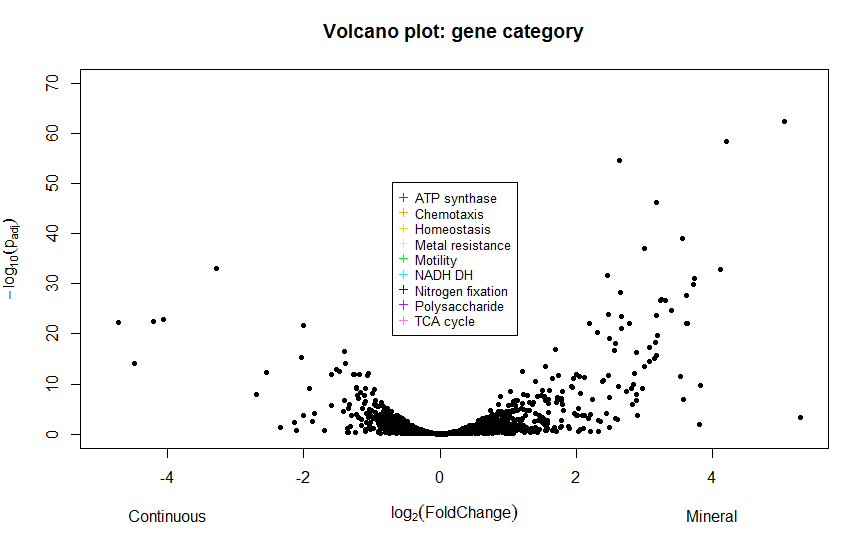 Volcano plot: gene category
70
60
50
40
30
20
10
0
−log10(padj)
ATP synthase
Chemotaxis
Homeostasis
Metal resistance
Motility
NADH DH
Nitrogen fixation
Polysaccharide
TCA cycle
-4 -2 0 2 4
Continuous log2(FoldChange) Mineral